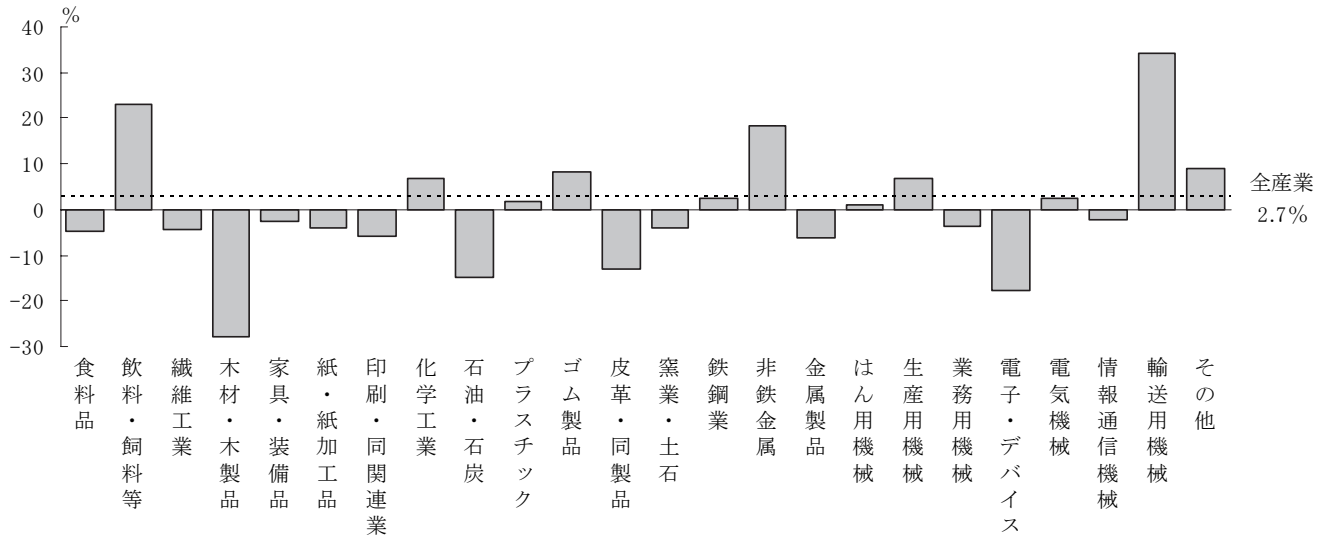 %
40
30
20
10
0
-10
-20
-30
全産業
2.7%
食料品
飲料・飼料等
繊維工業
木材・木製品
家具・装備品
紙・紙加工品
印刷・同関連業
化学工業
石油・石炭
プラスチック
ゴム製品
皮革・同製品
窯業・土石
鉄鋼業
非鉄金属
金属製品
はん用機械
生産用機械
業務用機械
電子・デバイス
電気機械
情報通信機械
輸送用機械
その他